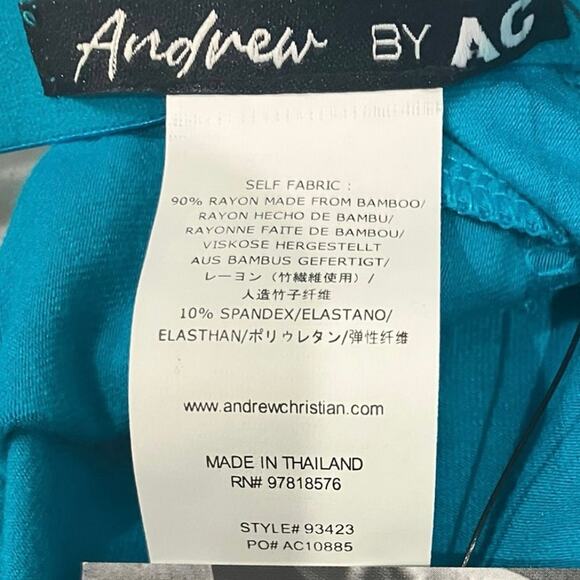 Andrew BY AC
SELF FABRIC :
90% RAYON MADE FROM BAMBOO/
RAYON HECHO DE BAMBU/
RAYONNE FAITE DE BAMBOU/
VISKOSE HERGESTELLT
AUS BAMBUS GEFERTIGT/
レーヨン（竹繊維使用）/
人造竹子纤维
10% SPANDEX/ELASTANO/
ELASTHAN/ポリウレタン/弹性纤维
www.andrewchristian.com
MADE IN THAILAND
RN# 97818576
STYLE# 93423
PO# AC10885